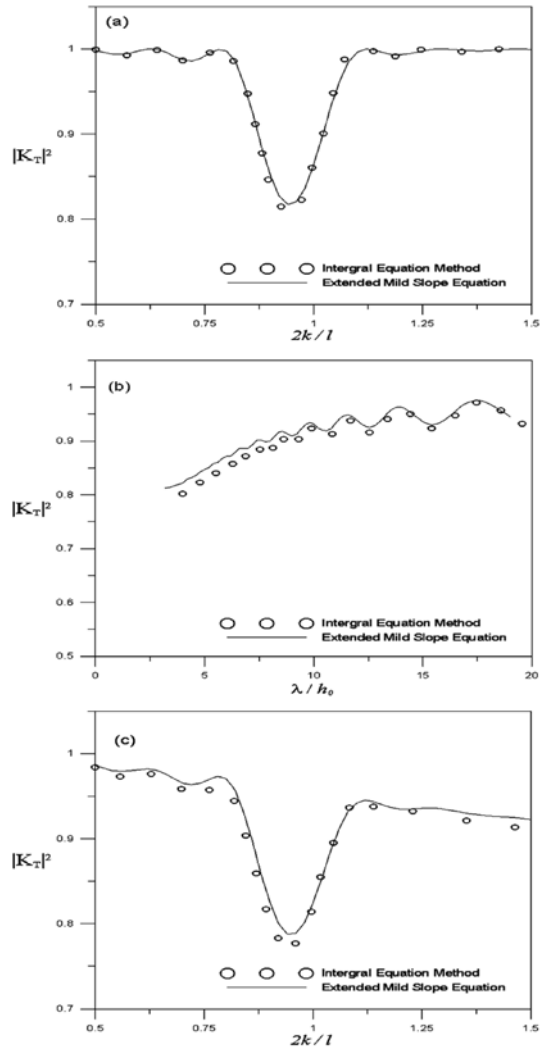 (a)
1
0.9
|K_T|²
0.8
Intergral Equation Method
Extended Mild Slope Equation
0.7
0.5 0.75 1 1.25 1.5
2k / l
(b)
1
0.9
0.8
|K_T|²
0.7
0.6
Intergral Equation Method
Extended Mild Slope Equation
0.5
0 5 10 15 20
λ / h₀
(c)
1
0.9
|K_T|²
0.8
Intergral Equation Method
Extended Mild Slope Equation
0.7
0.5 0.75 1 1.25 1.5
2k / l